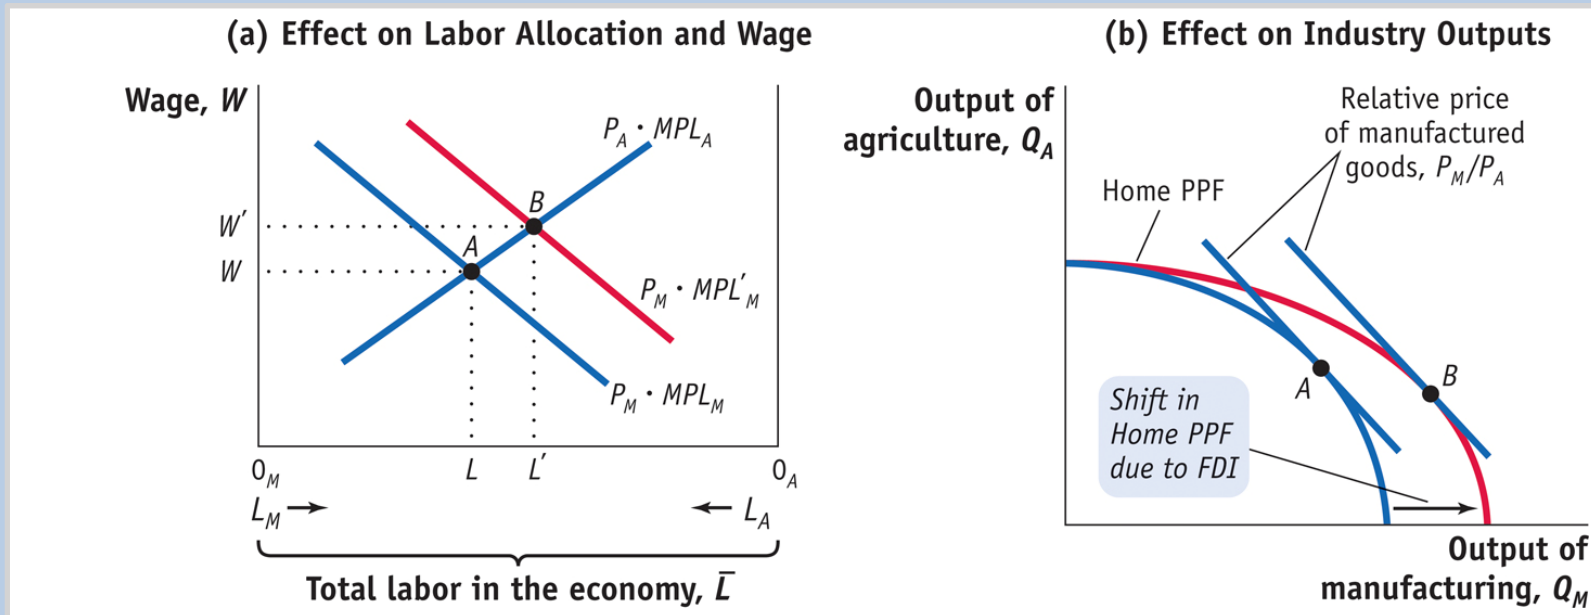 (a) Effect on Labor Allocation and Wage
Wage, W
P_A · MPL_A
B
W′
A
W
P_M · MPL′_M
P_M · MPL_M
0_M
L
L′
0_A
L_M
L_A
Total labor in the economy, L̅
(b) Effect on Industry Outputs
Output of
agriculture, Q_A
Relative price
of manufactured
goods, P_M/P_A
Home PPF
A
B
Shift in
Home PPF
due to FDI
Output of
manufacturing, Q_M